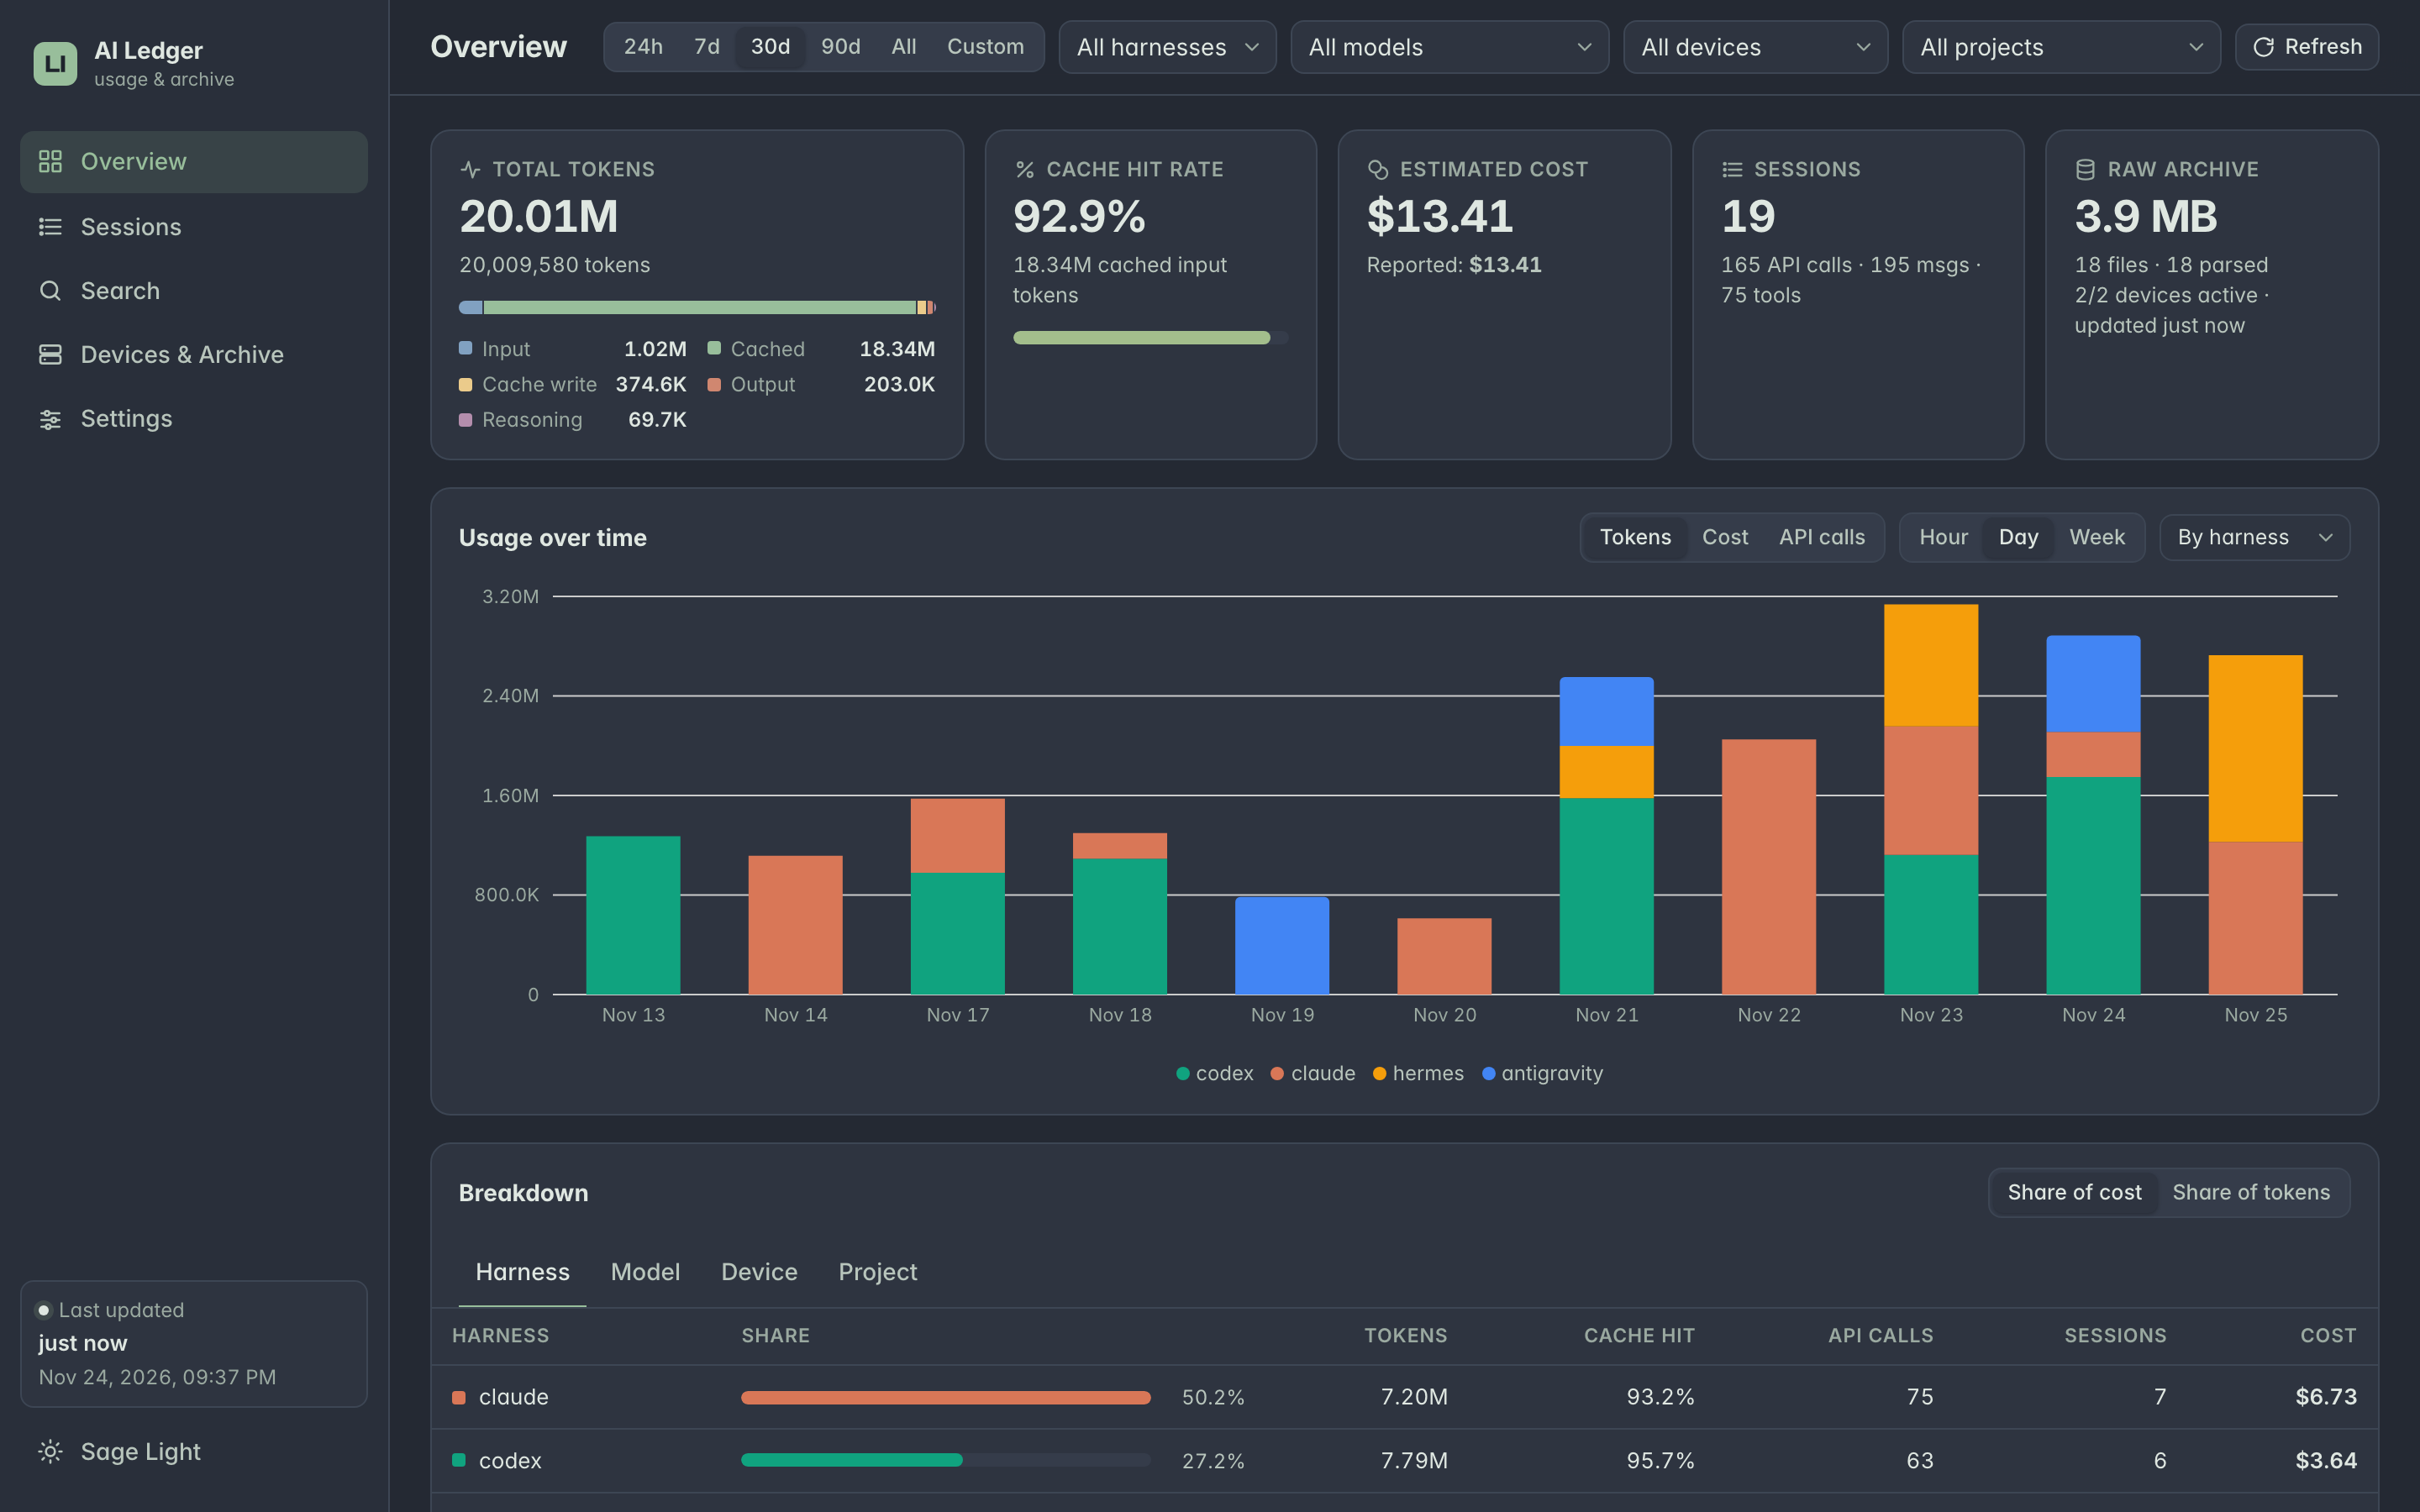 LI
AI Ledger
usage & archive
Overview
Sessions
Search
Devices & Archive
Settings
Last updated
just now
Nov 24, 2026, 09:37 PM
Sage Light
Overview
24h 7d 30d 90d All Custom
All harnesses
All models
All devices
All projects
Refresh
TOTAL TOKENS
20.01M
20,009,580 tokens
Input 1.02M Cached 18.34M
Cache write 374.6K Output 203.0K
Reasoning 69.7K
CACHE HIT RATE
92.9%
18.34M cached input
tokens
ESTIMATED COST
$13.41
Reported: $13.41
SESSIONS
19
165 API calls · 195 msgs ·
75 tools
RAW ARCHIVE
3.9 MB
18 files · 18 parsed
2/2 devices active ·
updated just now
Usage over time
Tokens Cost API calls
Hour Day Week
By harness
3.20M
2.40M
1.60M
800.0K
0
Nov 13 Nov 14 Nov 17 Nov 18 Nov 19 Nov 20 Nov 21 Nov 22 Nov 23 Nov 24 Nov 25
codex claude hermes antigravity
Breakdown
Share of cost Share of tokens
Harness Model Device Project
HARNESS SHARE TOKENS CACHE HIT API CALLS SESSIONS COST
claude 50.2% 7.20M 93.2% 75 7 $6.73
codex 27.2% 7.79M 95.7% 63 6 $3.64